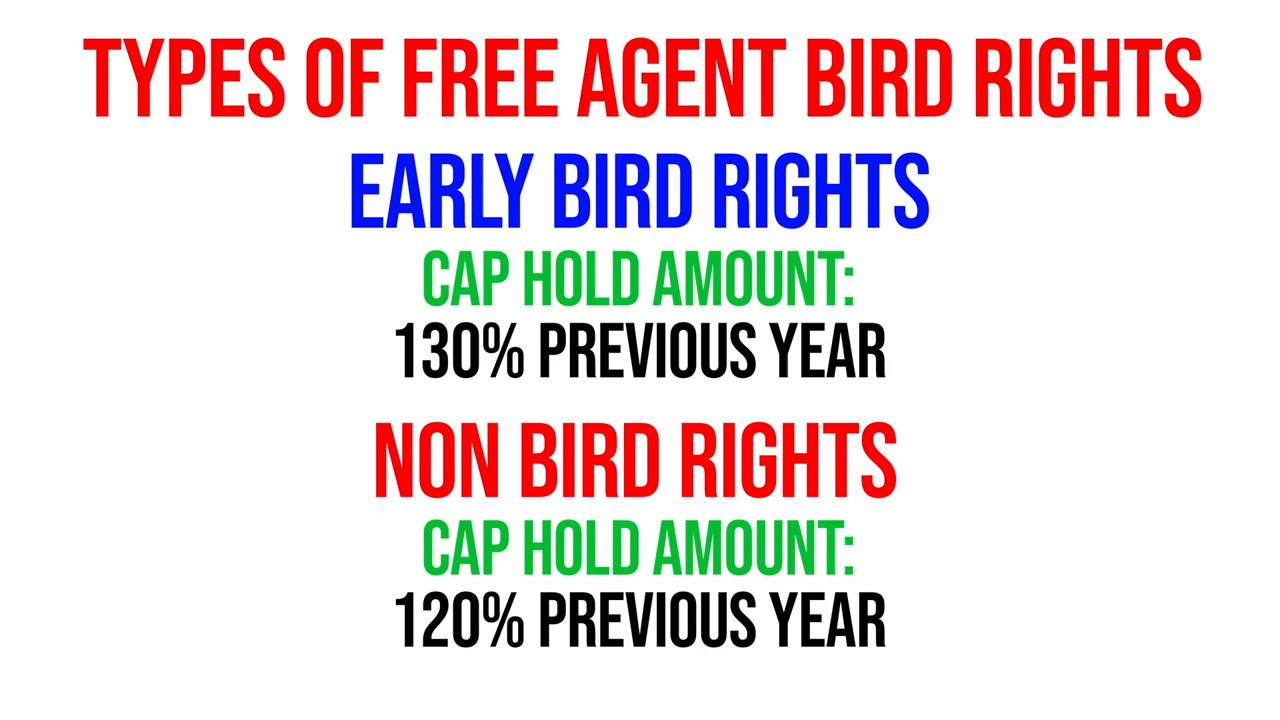 TYPES OF FREE AGENT BIRD RIGHTS
EARLY BIRD RIGHTS
CAP HOLD AMOUNT:
130% PREVIOUS YEAR
NON BIRD RIGHTS
CAP HOLD AMOUNT:
120% PREVIOUS YEAR